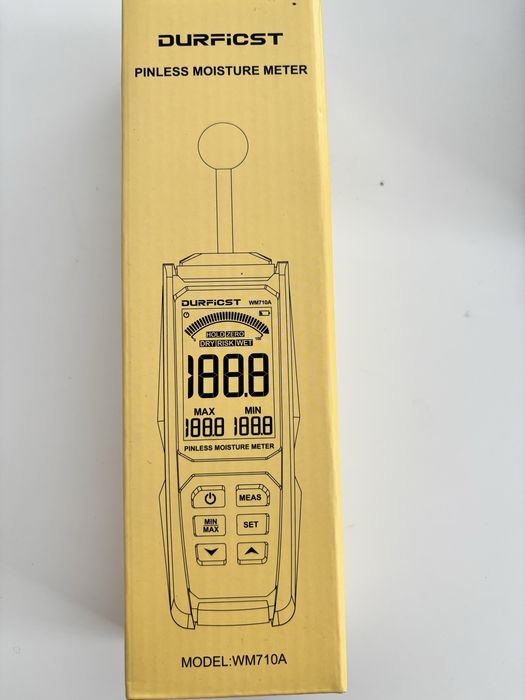 DURFiCST
PINLESS MOISTURE METER
DURFiCST WM710A
HOLD ZERO
DRY RISK WET
188.8
MAX MIN
188.8 188.8
PINLESS MOISTURE METER
MEAS
MIN
MAX
SET
MODEL:WM710A